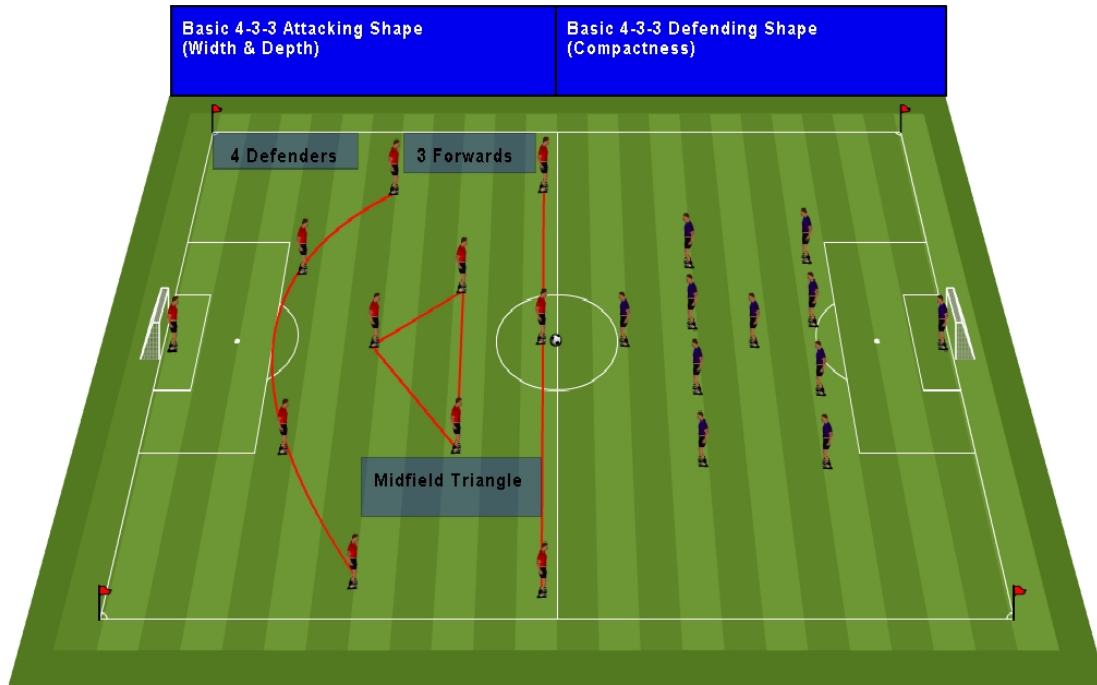 Basic 4-3-3 Attacking Shape
(Width & Depth)
Basic 4-3-3 Defending Shape
(Compactness)
4 Defenders
3 Forwards
Midfield Triangle